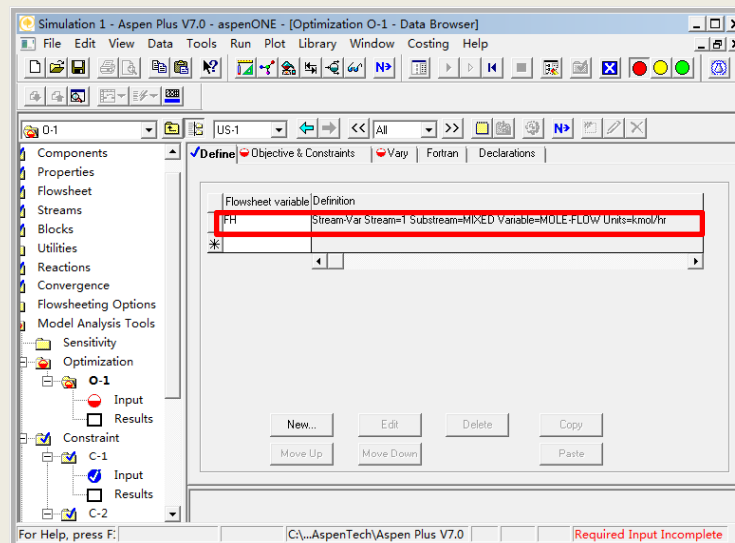 Simulation 1 - Aspen Plus V7.0 - aspenONE - [Optimization O-1 - Data Browser]
File Edit View Data Tools Run Plot Library Window Costing Help
N>
O-1 US-1 << All >> N>
Components
Properties
Flowsheet
Streams
Blocks
Utilities
Reactions
Convergence
Flowsheeting Options
Model Analysis Tools
Sensitivity
Optimization
O-1
Input
Results
Constraint
C-1
Input
Results
C-2
Define Objective & Constraints Vary Fortran Declarations
Flowsheet variable Definition
FH Stream-Var Stream=1 Substream=MIXED Variable=MOLE-FLOW Units=kmol/hr
New... Edit Delete Copy
Move Up Move Down Paste
For Help, press F: C:\...AspenTech\Aspen Plus V7.0 Required Input Incomplete